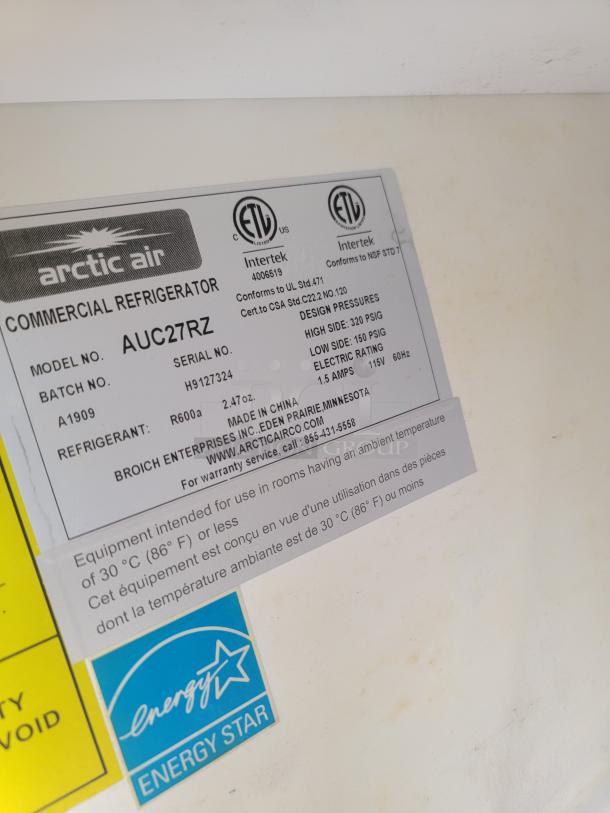 arctic air
COMMERCIAL REFRIGERATOR
MODEL NO. AUC27RZ
BATCH NO. SERIAL NO.
A1909 H9127324
REFRIGERANT: R600a 2.47oz.
C ETL LISTED US
Intertek
4006819
Conforms to UL Std.471
Cert.to CSA Std.C22.2 NO.120
ETL
Intertek
Conforms to NSF STD 7
DESIGN PRESSURES
HIGH SIDE: 320 PSIG
LOW SIDE: 150 PSIG
ELECTRIC RATING
1.5 AMPS 115V 60Hz
MADE IN CHINA
BROICH ENTERPRISES INC.,EDEN PRAIRIE,MINNESOTA
WWW.ARCTICAIRCO.COM
For warranty service, call : 855-431-5558
Equipment intended for use in rooms having an ambient temperature
of 30 °C (86° F) or less
Cet équipement est conçu en vue d'une utilisation dans des pièces
dont la température ambiante est de 30 °C (86° F) ou moins
energy
ENERGY STAR
TY
VOID
GROUP